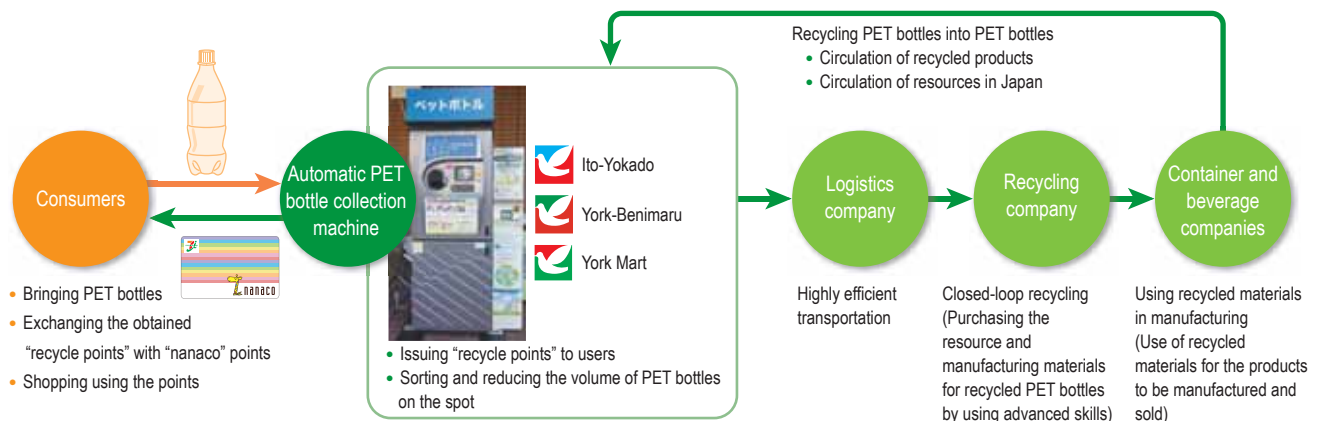 Recycling PET bottles into PET bottles
• Circulation of recycled products
• Circulation of resources in Japan
Consumers
Automatic PET
bottle collection
machine
ペットボトル
Ito-Yokado
York-Benimaru
York Mart
Logistics
company
Recycling
company
Container and
beverage
companies
nanaco
• Bringing PET bottles
• Exchanging the obtained
“recycle points” with “nanaco” points
• Shopping using the points
• Issuing “recycle points” to users
• Sorting and reducing the volume of PET bottles
on the spot
Highly efficient
transportation
Closed-loop recycling
(Purchasing the
resource and
manufacturing materials
for recycled PET bottles
by using advanced skills)
Using recycled materials
in manufacturing
(Use of recycled
materials for the products
to be manufactured and
sold)